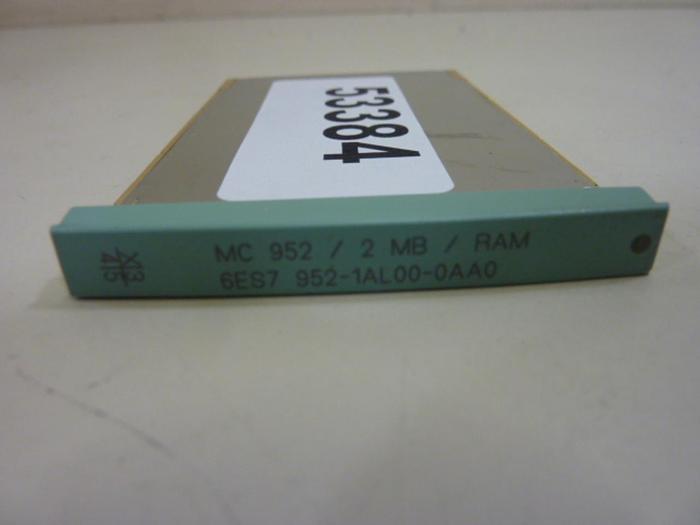 53384
MC 952 / 2 MB / RAM
6ES7 952-1AL00-0AA0